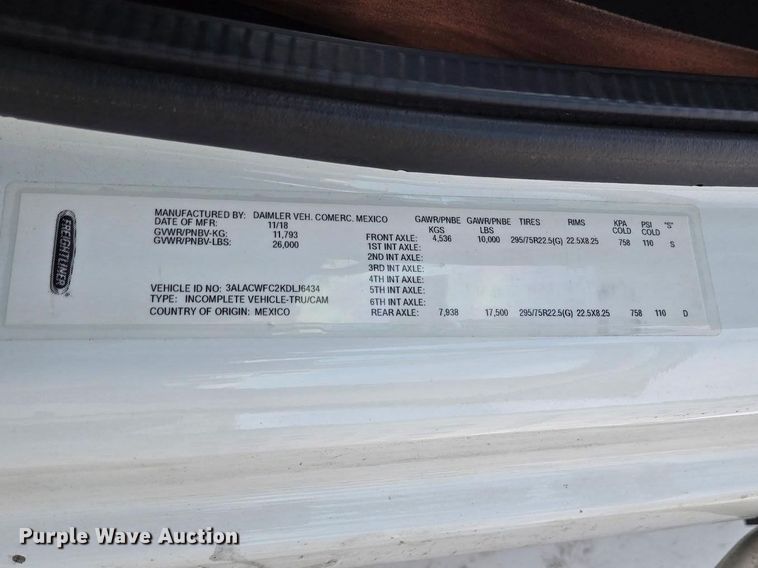 FREIGHTLINER
MANUFACTURED BY: DAIMLER VEH. COMERC. MEXICO
DATE OF MFR: 11/18
GVWR/PNBV-KG: 11,793
GVWR/PNBV-LBS: 26,000
VEHICLE ID NO: 3ALACWFC2KDLJ6434
TYPE: INCOMPLETE VEHICLE-TRU/CAM
COUNTRY OF ORIGIN: MEXICO
GAWR/PNBE KGS GAWR/PNBE LBS TIRES RIMS KPA COLD PSI COLD "S"
FRONT AXLE: 4,536 10,000 295/75R22.5(G) 22.5X8.25 758 110 S
1ST INT AXLE:
2ND INT AXLE:
3RD INT AXLE:
4TH INT AXLE:
5TH INT AXLE:
6TH INT AXLE:
REAR AXLE: 7,938 17,500 295/75R22.5(G) 22.5X8.25 758 110 D
Purple Wave Auction